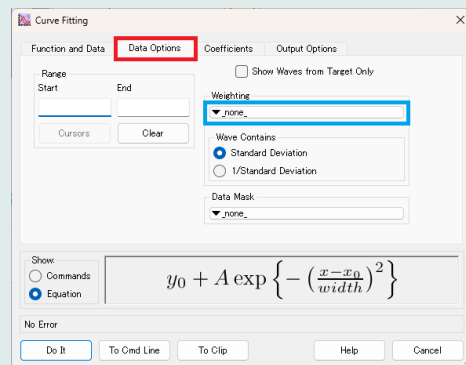 Curve Fitting
Function and Data Data Options Coefficients Output Options
Range
Start End
Cursors Clear
Show Waves from Target Only
Weighting
_none_
Wave Contains
Standard Deviation
1/Standard Deviation
Data Mask
_none_
Show:
Commands
Equation
y₀ + A exp {−((x−x₀)/width)²}
No Error
Do It To Cmd Line To Clip Help Cancel